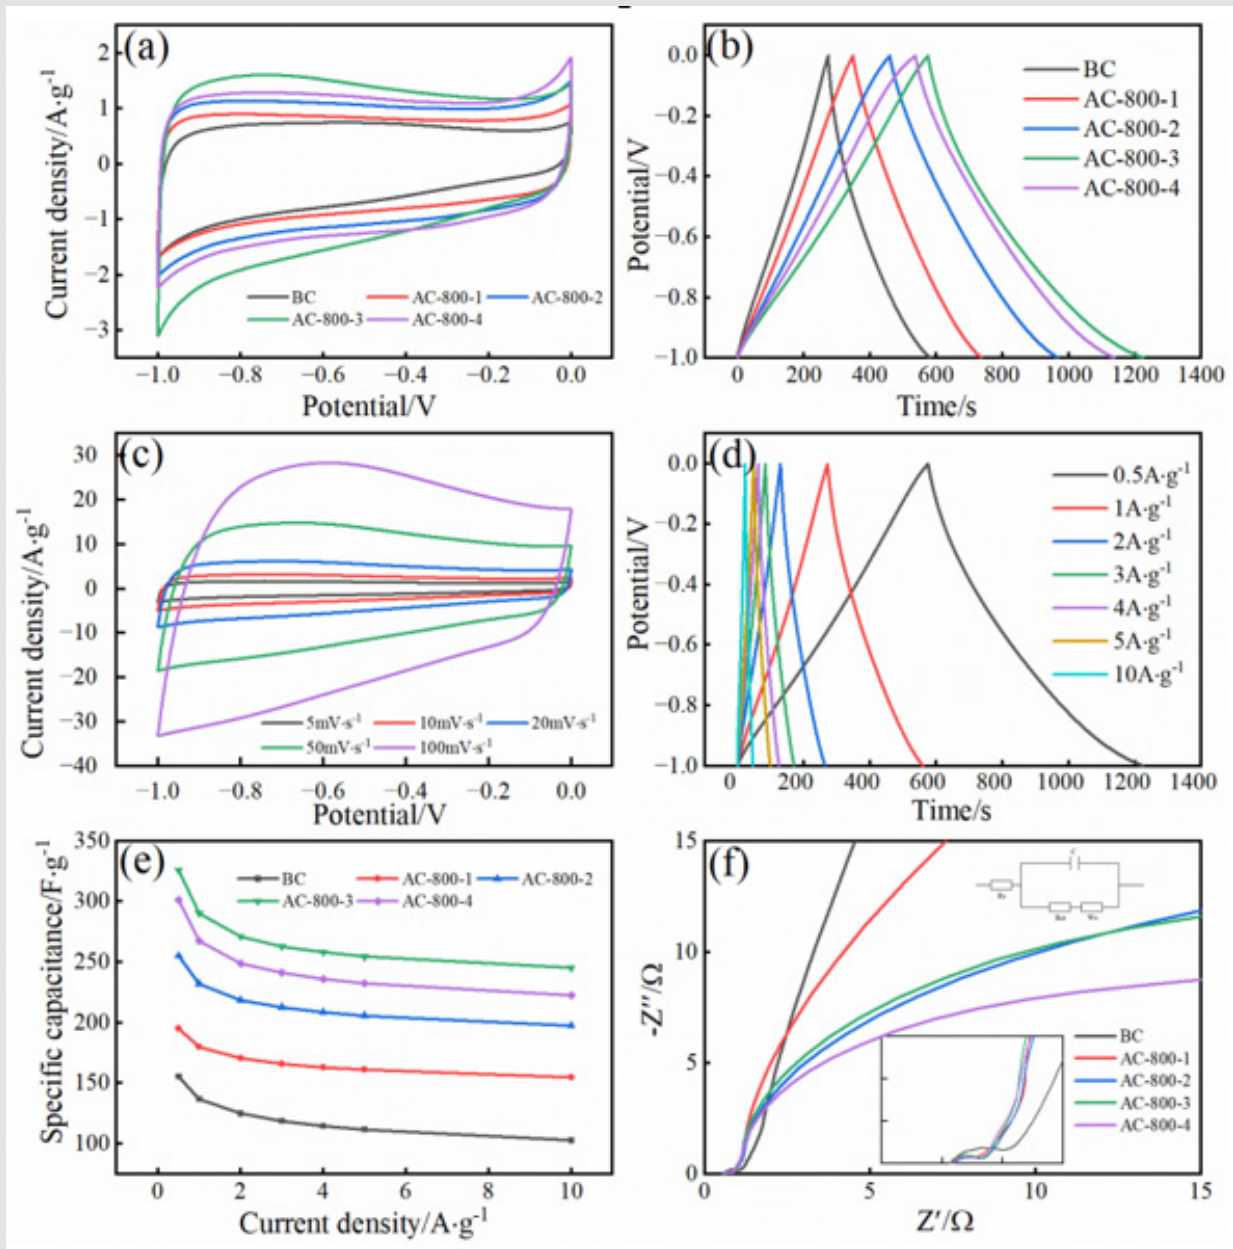 (a)
Current density/A·g⁻¹
2
1
0
−1
−2
−3
BC AC-800-1 AC-800-2
AC-800-3 AC-800-4
−1.0 −0.8 −0.6 −0.4 −0.2 0.0
Potential/V
(b)
Potential/V
0.0
−0.2
−0.4
−0.6
−0.8
−1.0
BC
AC-800-1
AC-800-2
AC-800-3
AC-800-4
0 200 400 600 800 1000 1200 1400
Time/s
(c)
Current density/A·g⁻¹
30
20
10
0
−10
−20
−30
−40
5mV·s⁻¹ 10mV·s⁻¹ 20mV·s⁻¹
50mV·s⁻¹ 100mV·s⁻¹
−1.0 −0.8 −0.6 −0.4 −0.2 0.0
Potential/V
(d)
Potential/V
0.0
−0.2
−0.4
−0.6
−0.8
−1.0
0.5A·g⁻¹
1A·g⁻¹
2A·g⁻¹
3A·g⁻¹
4A·g⁻¹
5A·g⁻¹
10A·g⁻¹
0 200 400 600 800 1000 1200 1400
Time/s
(e)
Specific capacitance/F·g⁻¹
350
300
250
200
150
100
BC AC-800-1 AC-800-2
AC-800-3 AC-800-4
0 2 4 6 8 10
Current density/A·g⁻¹
(f)
-Z″/Ω
15
10
5
0
BC
AC-800-1
AC-800-2
AC-800-3
AC-800-4
0 5 10 15
Z′/Ω